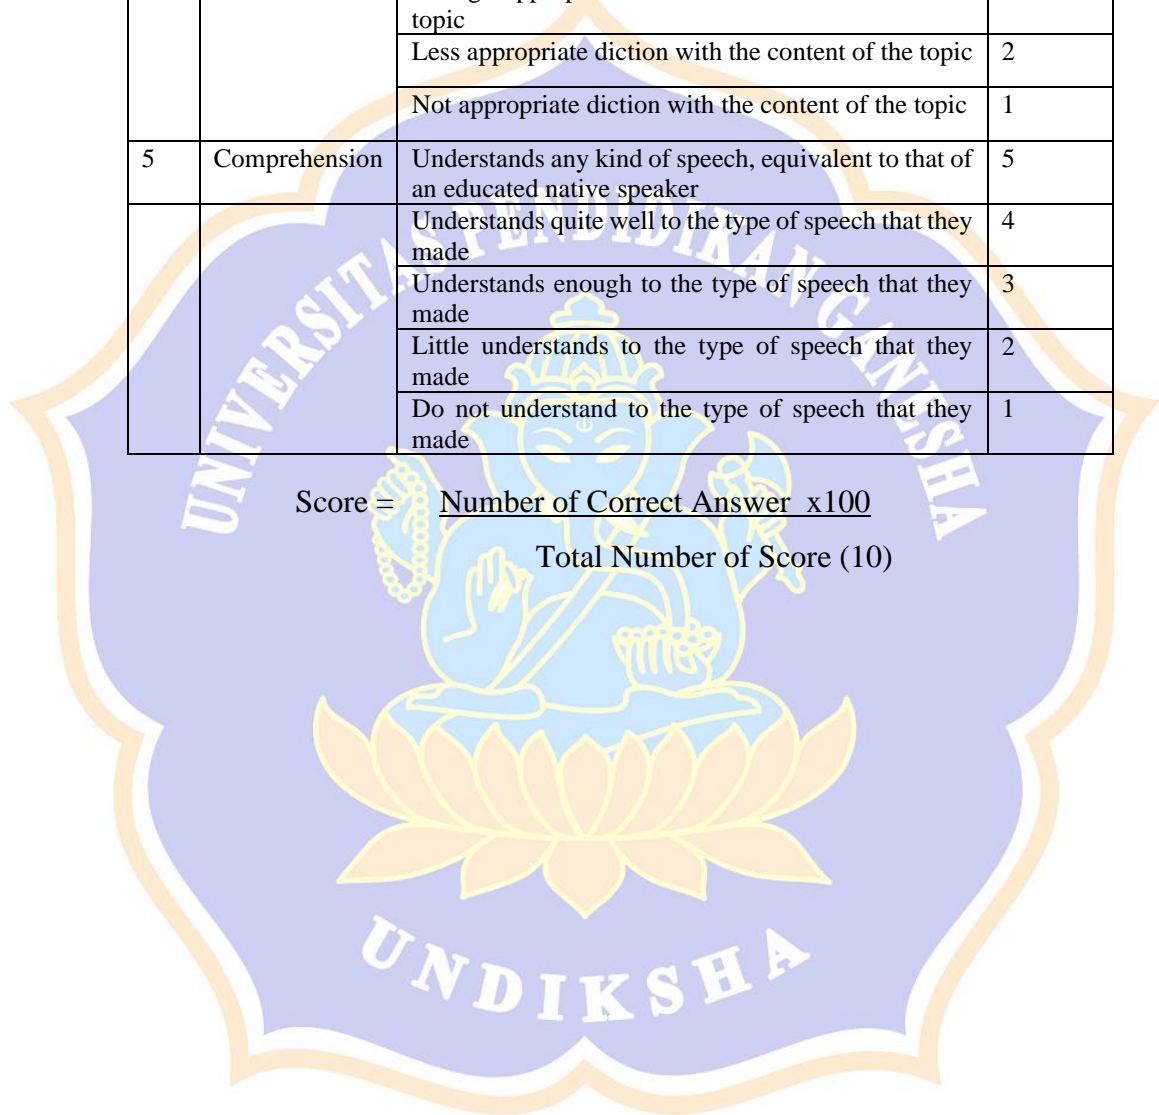 topic
Less appropriate diction with the content of the topic 2
Not appropriate diction with the content of the topic 1
5 Comprehension Understands any kind of speech, equivalent to that of 5
an educated native speaker
Understands quite well to the type of speech that they 4
made
Understands enough to the type of speech that they 3
made
Little understands to the type of speech that they 2
made
Do not understand to the type of speech that they 1
made
UNIVERSITAS PENDIDIKAN GANESHA
Score = Number of Correct Answer x100
Total Number of Score (10)
UNDIKSHA